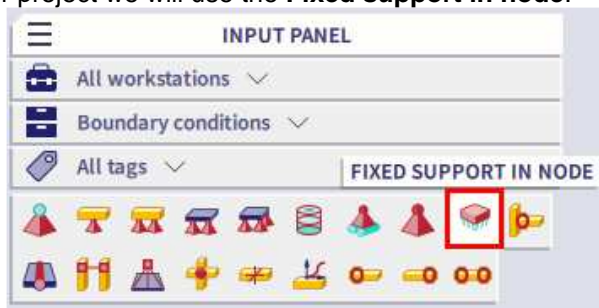 project we will use the Fixed Support in node.
INPUT PANEL
All workstations
Boundary conditions
All tags
FIXED SUPPORT IN NODE